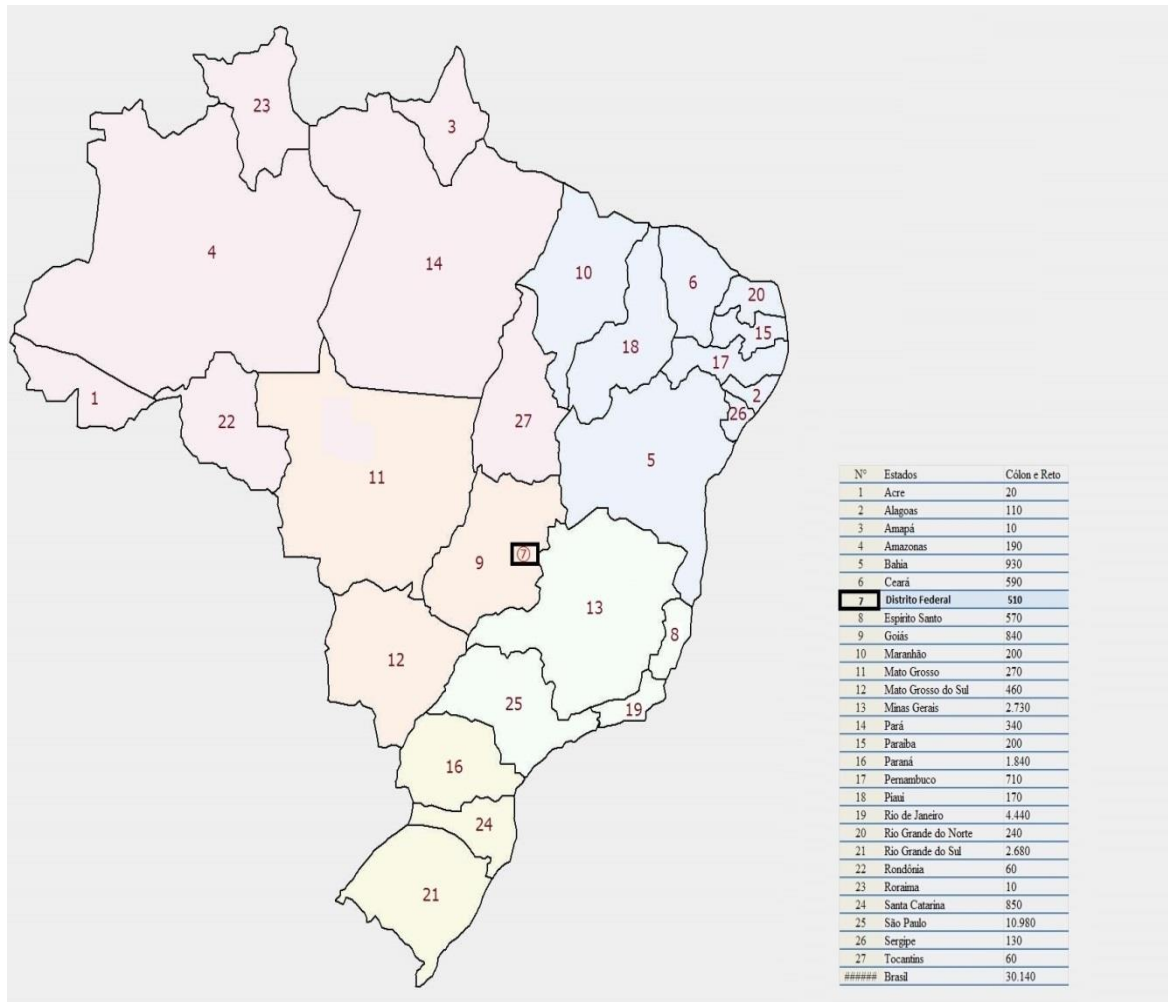 23
3
4
14
10
6
20
15
18
17
1
2
26
22
27
5
11
9
7
13
8
12
25
19
16
24
21
Nº Estados Cólon e Reto
1 Acre 20
2 Alagoas 110
3 Amapá 10
4 Amazonas 190
5 Bahia 930
6 Ceará 590
7 Distrito Federal 510
8 Espírito Santo 570
9 Goiás 840
10 Maranhão 200
11 Mato Grosso 270
12 Mato Grosso do Sul 460
13 Minas Gerais 2.730
14 Pará 340
15 Paraíba 200
16 Paraná 1.840
17 Pernambuco 710
18 Piauí 170
19 Rio de Janeiro 4.440
20 Rio Grande do Norte 240
21 Rio Grande do Sul 2.680
22 Rondônia 60
23 Roraima 10
24 Santa Catarina 850
25 São Paulo 10.980
26 Sergipe 130
27 Tocantins 60
###### Brasil 30.140